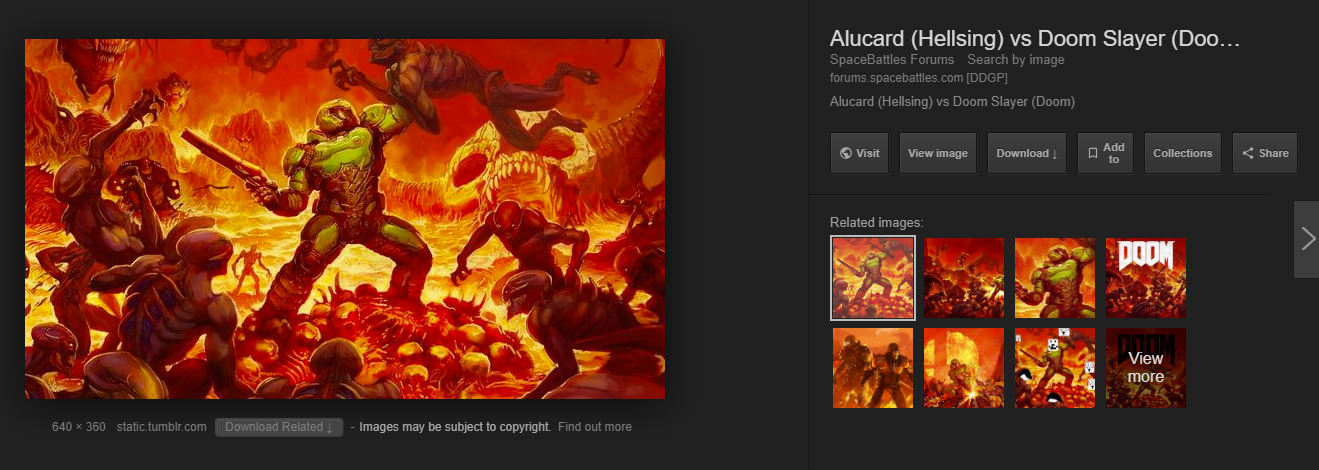 Alucard (Hellsing) vs Doom Slayer (Doo…
SpaceBattles Forums Search by image
forums.spacebattles.com [DDGP]
Alucard (Hellsing) vs Doom Slayer (Doom)
Visit
View image
Download ↓
Add
to
Collections
Share
Related images:
DOOM
DOOM
View
more
640 × 360 static.tumblr.com Download Related ↓ - Images may be subject to copyright. Find out more